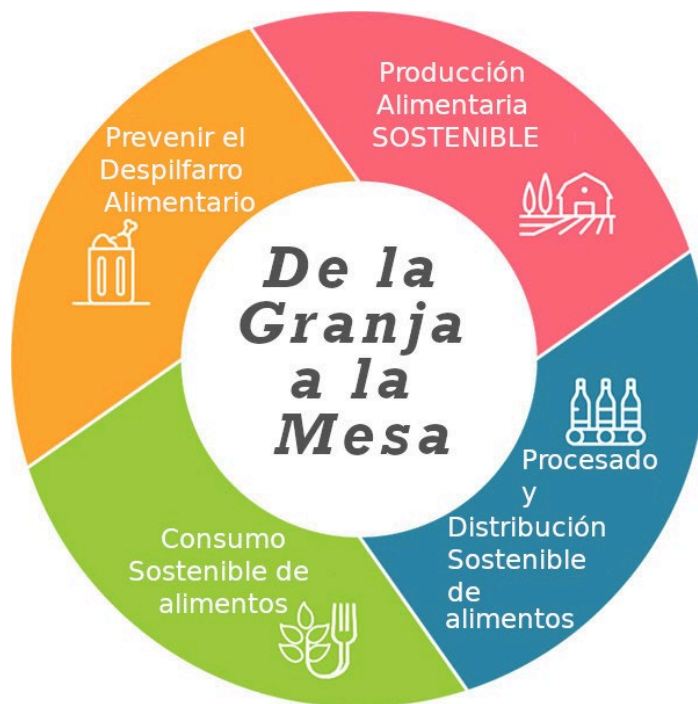 De la
Granja
a la
Mesa
Producción
Alimentaria
SOSTENIBLE
Procesado
y
Distribución
Sostenible
de
alimentos
Consumo
Sostenible de
alimentos
Prevenir el
Despilfarro
Alimentario